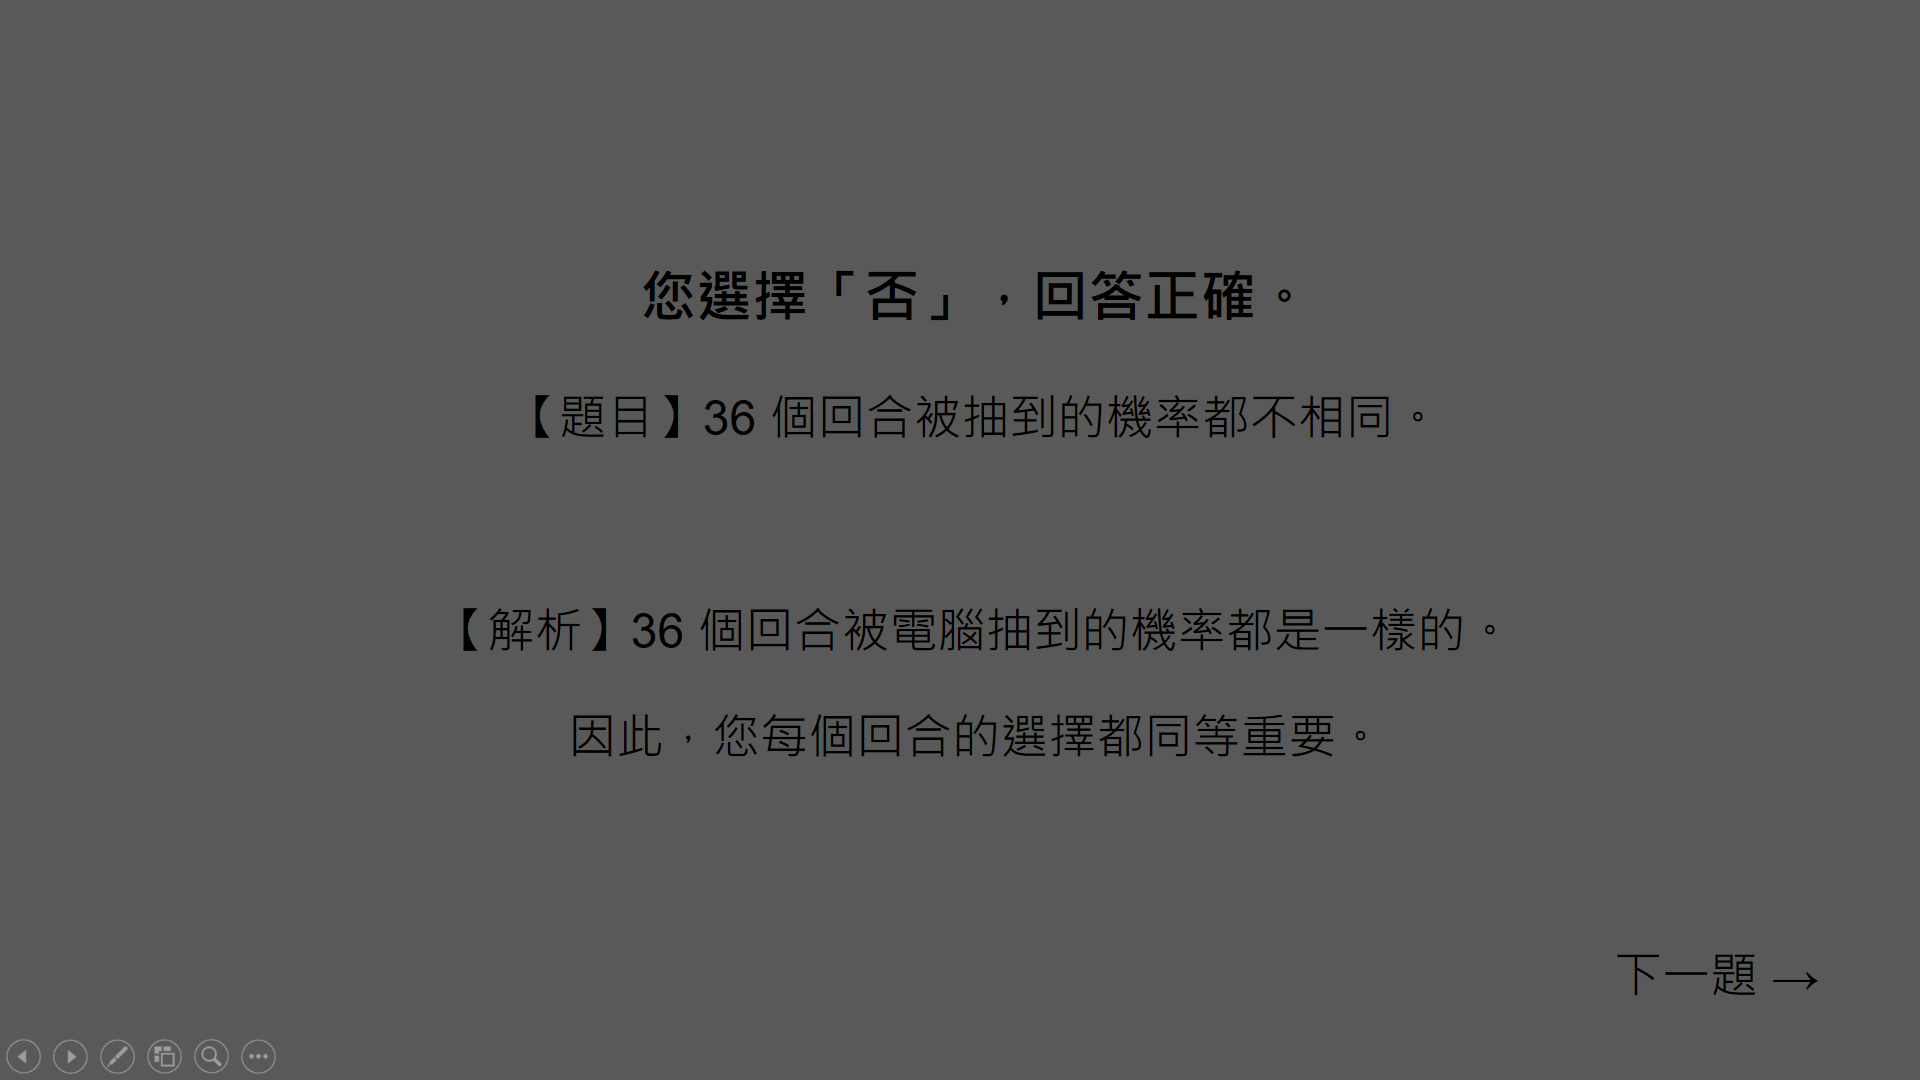 您選擇「否」，回答正確。
【題目】36 個回合被抽到的機率都不相同。
【解析】36 個回合被電腦抽到的機率都是一樣的。
因此，您每個回合的選擇都同等重要。
下一題 →